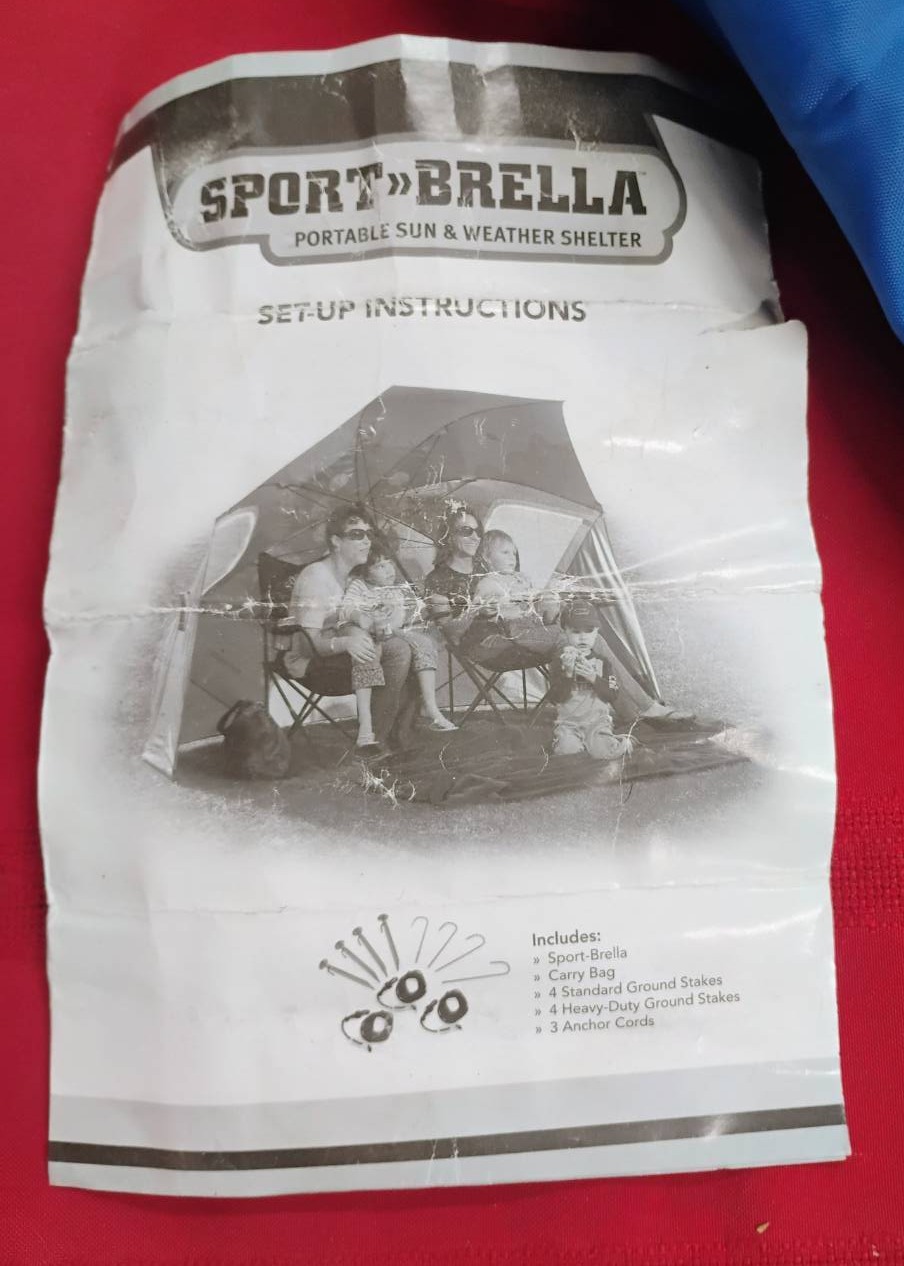 SPORT»BRELLA™
PORTABLE SUN & WEATHER SHELTER
SET-UP INSTRUCTIONS
Includes:
» Sport-Brella
» Carry Bag
» 4 Standard Ground Stakes
» 4 Heavy-Duty Ground Stakes
» 3 Anchor Cords